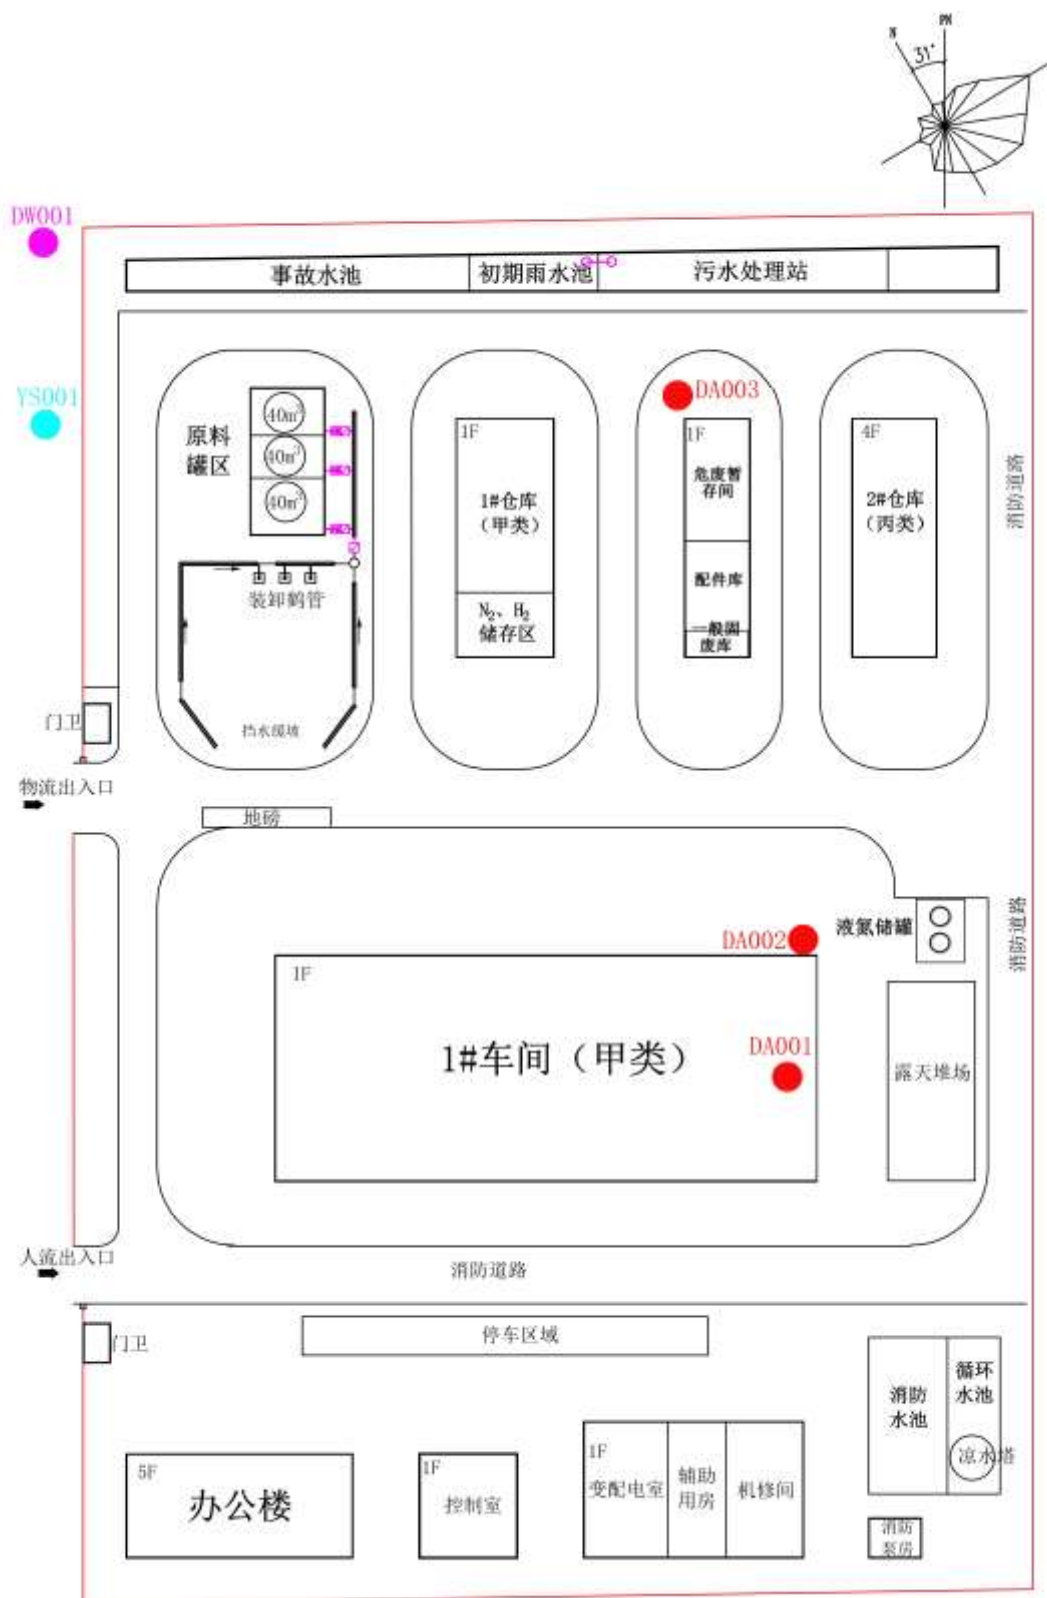 PN
N
31°
DW001
事故水池
初期雨水池
污水处理站
YS001
DA003
原料
罐区
40m³
40m³
40m³
1F
1#仓库
(甲类)
N₂、H₂
储存区
1F
危废暂
存间
配件库
一般固
废库
4F
2#仓库
(丙类)
消防道路
装卸鹤管
挡水缓坡
门卫
物流出入口
地磅
DA002
液氮储罐
消防道路
1F
1#车间(甲类)
DA001
露天堆场
人流出入口
消防道路
门卫
停车区域
消防
水池
循环
水池
凉水塔
5F
办公楼
1F
控制室
1F
变配电室
辅助
用房
机修间
消防
泵房